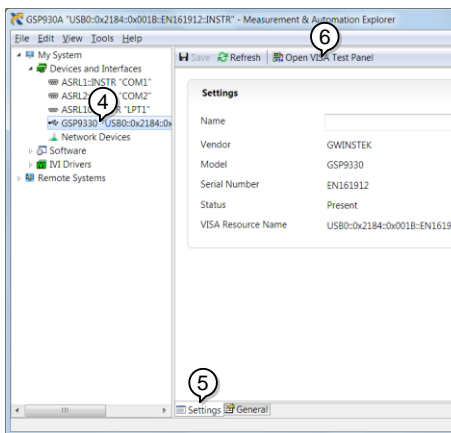 GSP930A "USB0::0x2184::0x001B::EN161912::INSTR" - Measurement & Automation Explorer
File Edit View Tools Help
6
My System
Devices and Interfaces
ASRL1::INSTR "COM1"
ASRL2 "COM2"
ASRL10 R "LPT1"
4
GSP9330 "USB0::0x2184::0x
Network Devices
Software
IVI Drivers
Remote Systems
Save Refresh Open VISA Test Panel
Settings
Name
Vendor GWINSTEK
Model GSP9330
Serial Number EN161912
Status Present
VISA Resource Name USB0::0x2184::0x001B::EN1619
5
Settings General